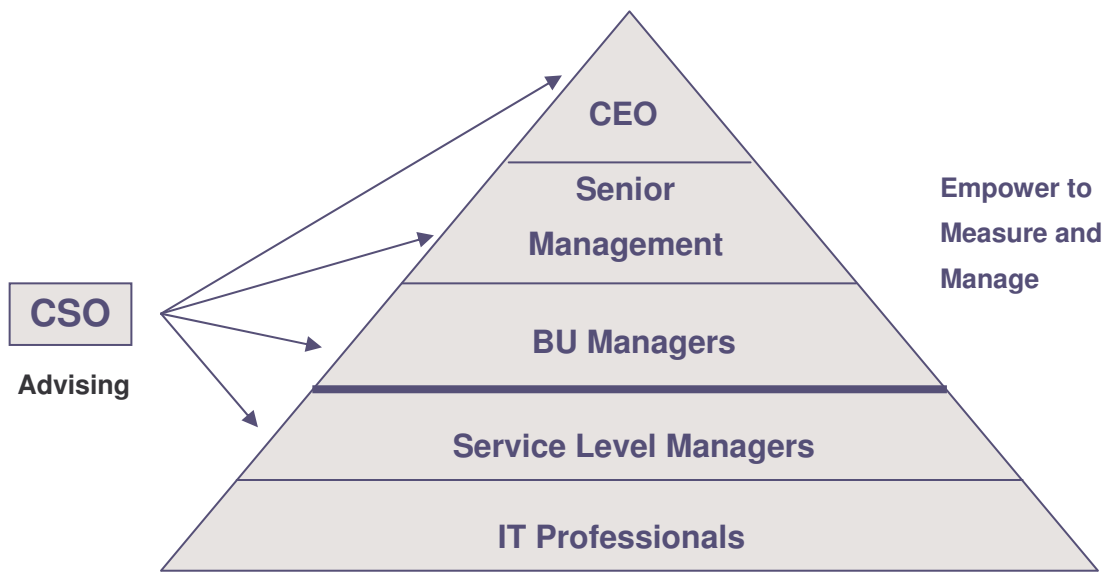 CEO
Senior
Management
Empower to
Measure and
Manage
CSO
Advising
BU Managers
Service Level Managers
IT Professionals